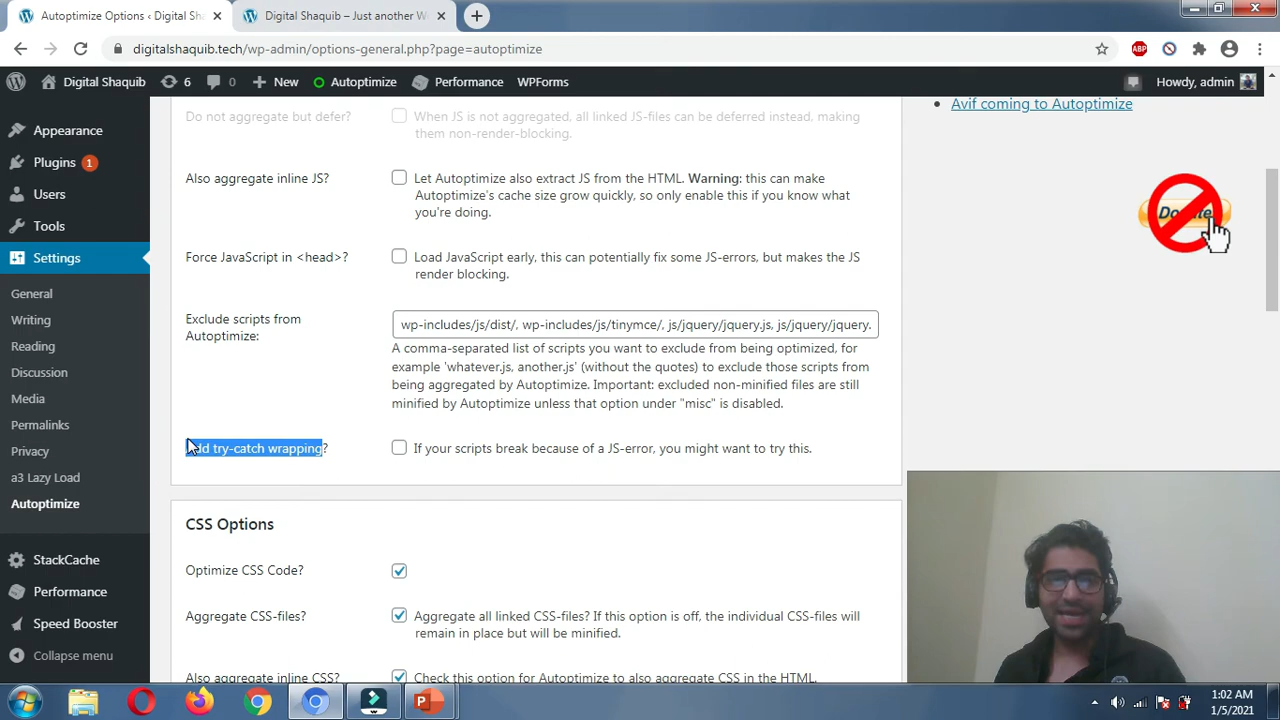 Autoptimize Options ‹ Digital Sha
Digital Shaquib – Just another W
digitalshaquib.tech/wp-admin/options-general.php?page=autoptimize
ABP
Digital Shaquib
6
0
New
Autoptimize
Performance
WPForms
Howdy, admin
Appearance
Plugins 1
Users
Tools
Settings
General
Writing
Reading
Discussion
Media
Permalinks
Privacy
a3 Lazy Load
Autoptimize
StackCache
Performance
Speed Booster
Collapse menu
Do not aggregate but defer?
When JS is not aggregated, all linked JS-files can be deferred instead, making
them non-render-blocking.
Also aggregate inline JS?
Let Autoptimize also extract JS from the HTML. Warning: this can make
Autoptimize's cache size grow quickly, so only enable this if you know what
you're doing.
Force JavaScript in <head>?
Load JavaScript early, this can potentially fix some JS-errors, but makes the JS
render blocking.
Exclude scripts from
Autoptimize:
wp-includes/js/dist/, wp-includes/js/tinymce/, js/jquery/jquery.js, js/jquery/jquery.
A comma-separated list of scripts you want to exclude from being optimized, for
example 'whatever.js, another.js' (without the quotes) to exclude those scripts from
being aggregated by Autoptimize. Important: excluded non-minified files are still
minified by Autoptimize unless that option under "misc" is disabled.
Add try-catch wrapping?
If your scripts break because of a JS-error, you might want to try this.
CSS Options
Optimize CSS Code?
Aggregate CSS-files?
Aggregate all linked CSS-files? If this option is off, the individual CSS-files will
remain in place but will be minified.
Also aggregate inline CSS?
Check this option for Autoptimize to also aggregate CSS in the HTML.
Avif coming to Autoptimize
Donate
1:02 AM
1/5/2021